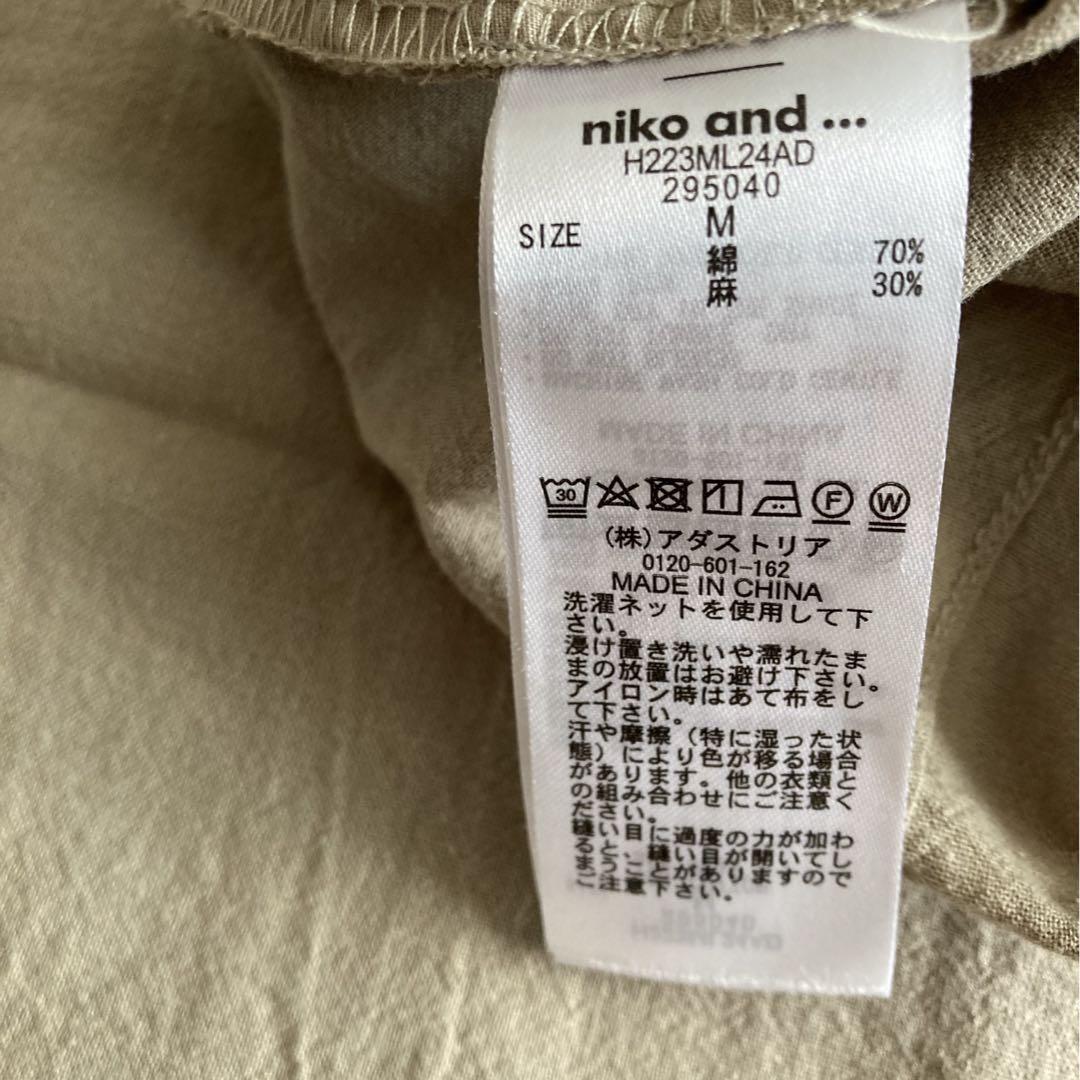 niko and ...
H223ML24AD
295040
SIZE M
綿 70%
麻 30%
30 F W
(株)アダストリア
0120-601-162
MADE IN CHINA
洗濯ネットを使用して下
さい。
浸け置き洗いや濡れたま
まの放置はお避け下さい。
アイロン時はあて布をし
て下さい。
汗や摩擦(特に湿った状
態)により色が移る場合
があります。他の衣類と
の組み合わせにご注意く
ださい。
縫い目に過度の力が加わ
ると、縫い目が開いてし
まうことがありますので
ご注意下さい。